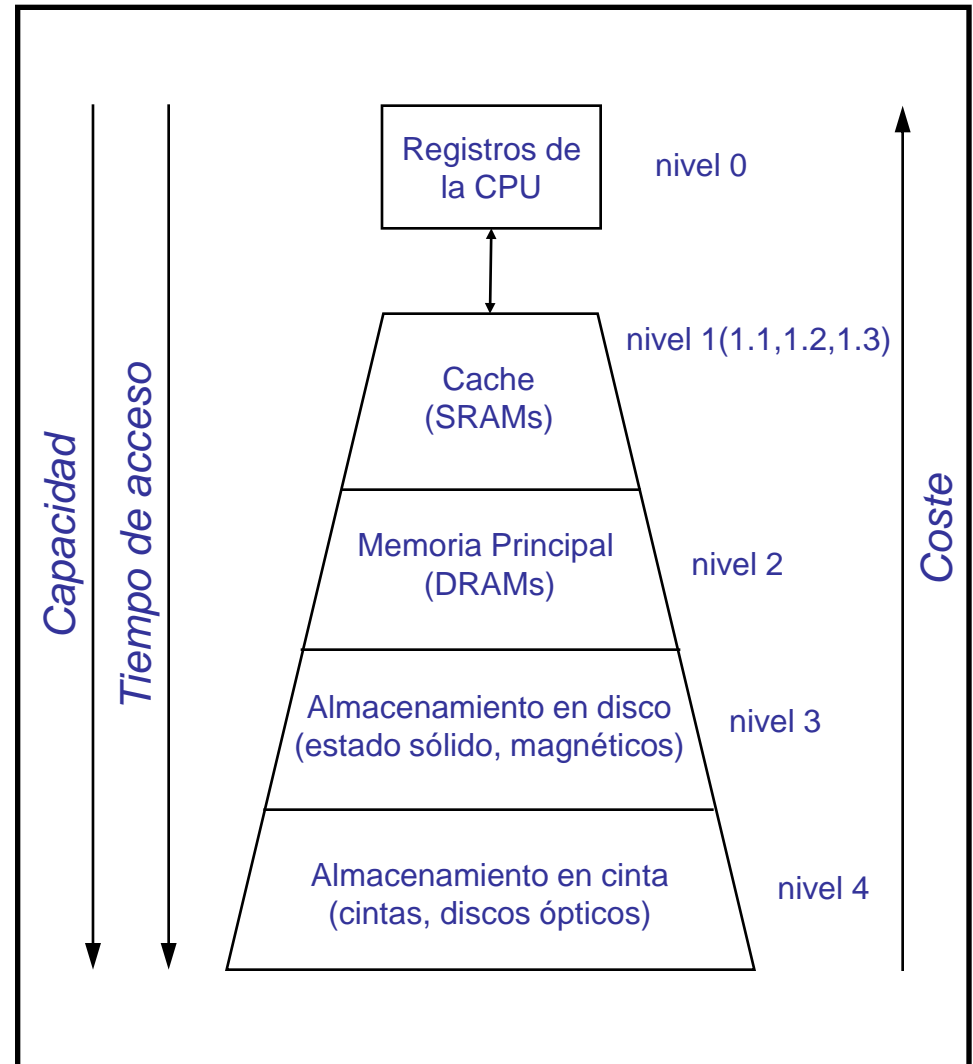 Registros de
la CPU
nivel 0
nivel 1(1.1,1.2,1.3)
Cache
(SRAMs)
Memoria Principal
(DRAMs)
nivel 2
Almacenamiento en disco
(estado sólido, magnéticos)
nivel 3
Almacenamiento en cinta
(cintas, discos ópticos)
nivel 4
Capacidad
Tiempo de acceso
Coste